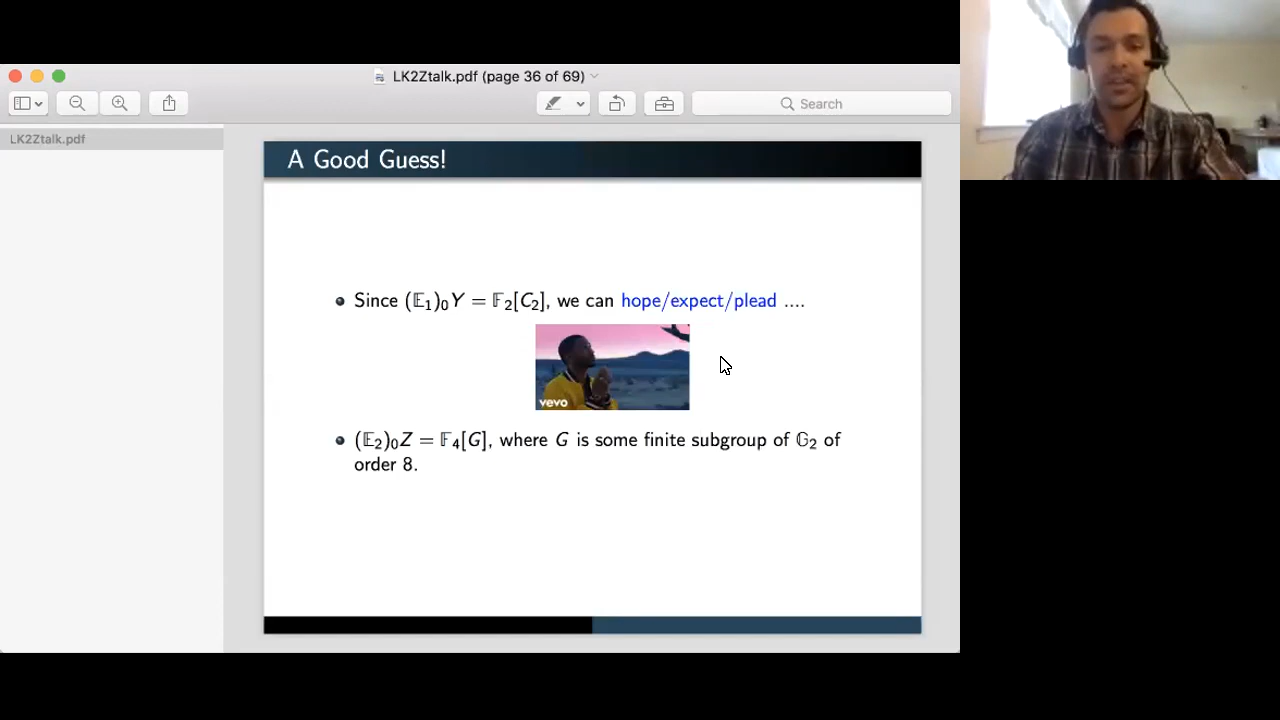 LK2Ztalk.pdf (page 36 of 69)
Search
LK2Ztalk.pdf
A Good Guess!
Since (𝔼₁)₀Y = 𝔽₂[C₂], we can hope/expect/plead ....
vevo
(𝔼₂)₀Z = 𝔽₄[G], where G is some finite subgroup of 𝔾₂ of
order 8.